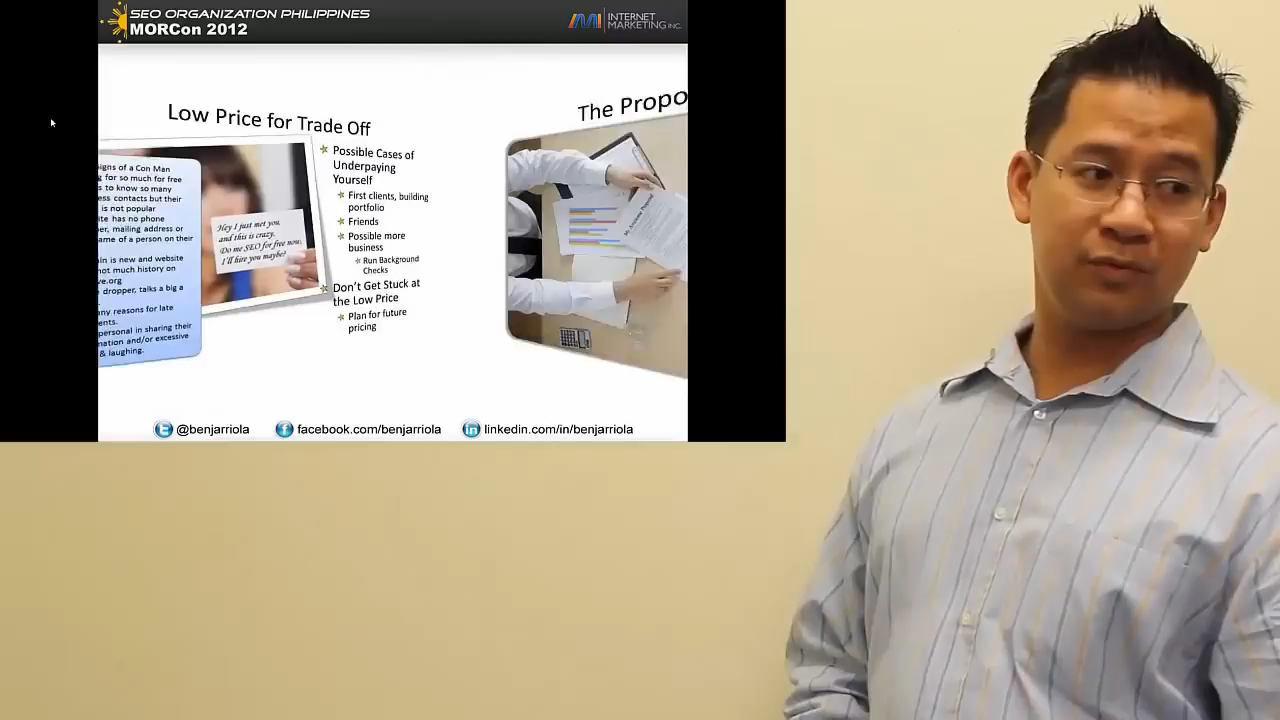 SEO ORGANIZATION PHILIPPINES
MORCon 2012
INTERNET
MARKETING INC.
Low Price for Trade Off
The Propo
igns of a Con Man
g for so much for free
s to know so many
ess contacts but their
is not popular
ite has no phone
er, mailing address or
ame of a person on their
in is new and website
not much history on
ve.org
dropper, talks a big a
ny reasons for late
ents.
personal in sharing their
mation and/or excessive
& laughing.
Hey I just met you,
and this is crazy.
Do me SEO for free now,
I'll hire you maybe?
Possible Cases of
Underpaying
Yourself
First clients, building
portfolio
Friends
Possible more
business
Run Background
Checks
Don't Get Stuck at
the Low Price
Plan for future
pricing
My Awesome Proposal
@benjarriola
facebook.com/benjarriola
linkedin.com/in/benjarriola